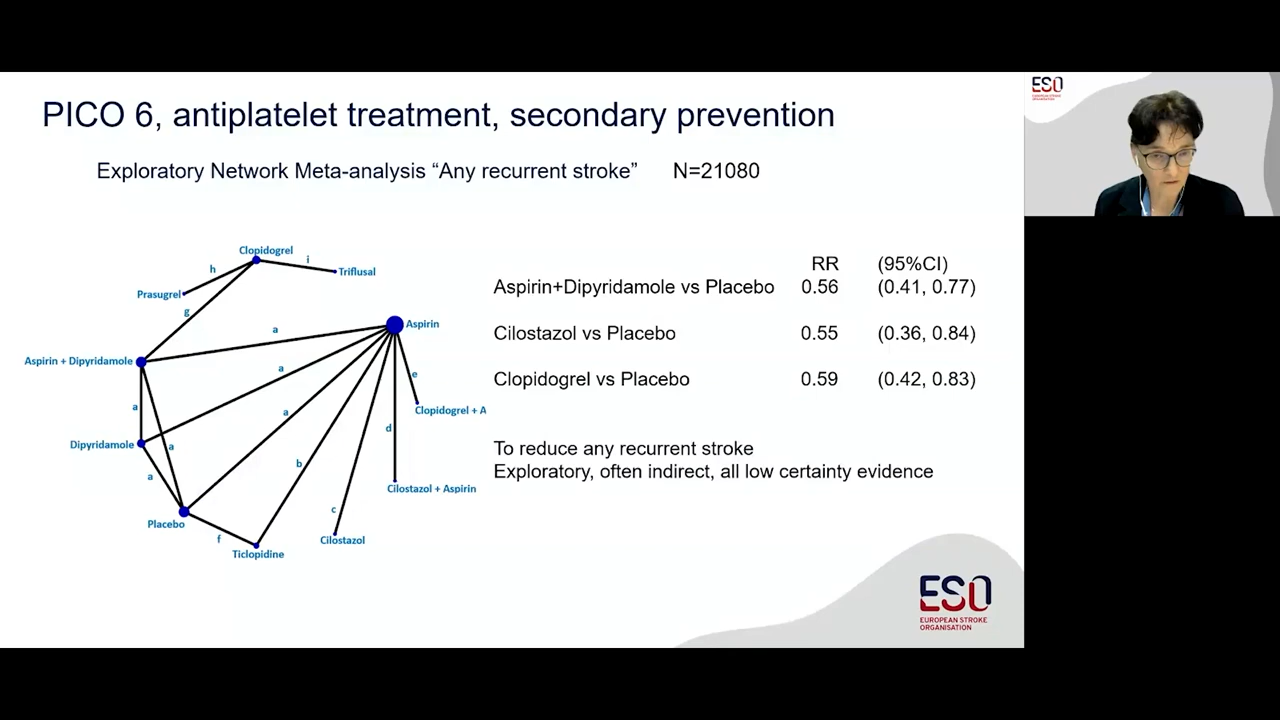 PICO 6, antiplatelet treatment, secondary prevention
Exploratory Network Meta-analysis “Any recurrent stroke” N=21080
Clopidogrel
h
i
Triflusal
Prasugrel
g
Aspirin
a
Aspirin + Dipyridamole
a
e
a
Clopidogrel + A
a
d
Dipyridamole
a
b
a
Cilostazol + Aspirin
c
Placebo
f
Cilostazol
Ticlopidine
RR (95%CI)
Aspirin+Dipyridamole vs Placebo 0.56 (0.41, 0.77)
Cilostazol vs Placebo 0.55 (0.36, 0.84)
Clopidogrel vs Placebo 0.59 (0.42, 0.83)
To reduce any recurrent stroke
Exploratory, often indirect, all low certainty evidence
ESO
EUROPEAN STROKE
ORGANISATION
ESO
EUROPEAN STROKE
ORGANISATION